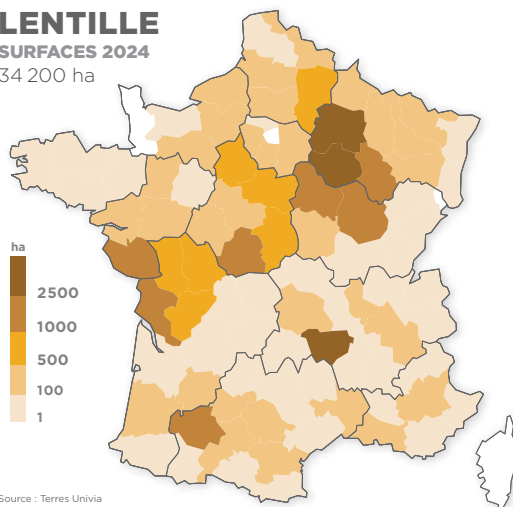 LENTILLE
SURFACES 2024
34 200 ha
ha
2500
1000
500
100
1
Source : Terres Univia